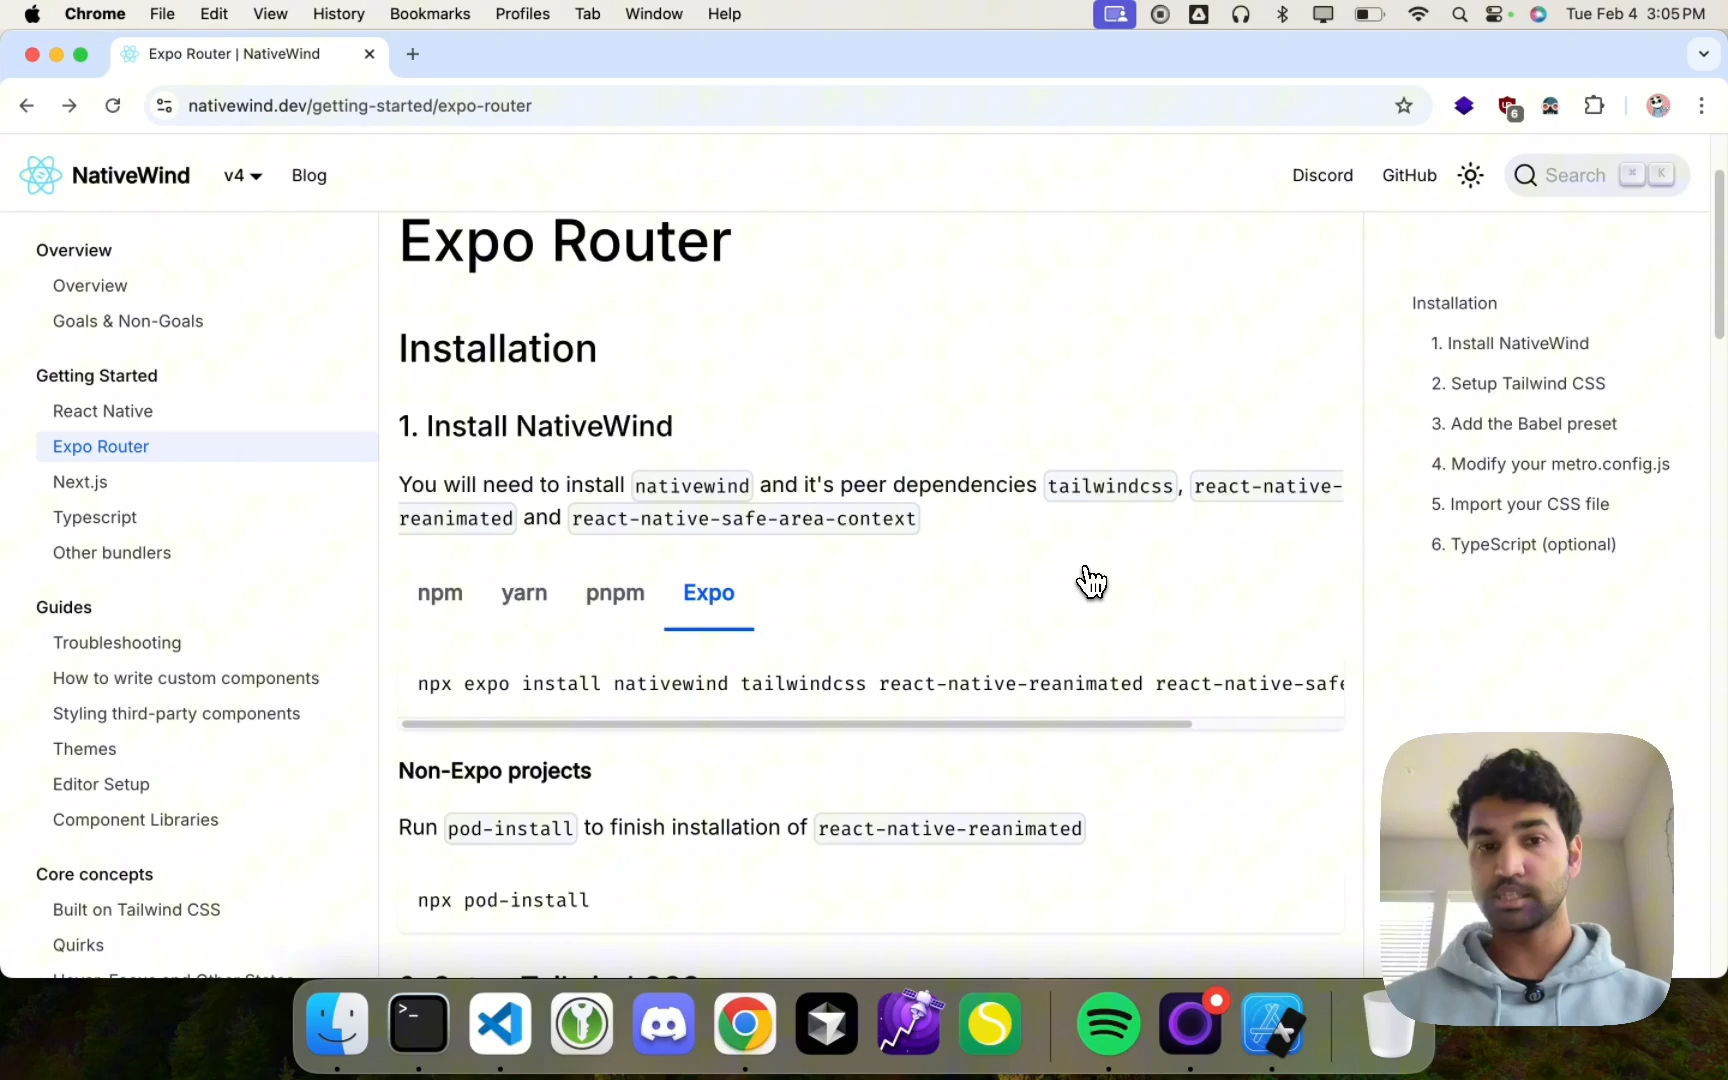 Chrome File Edit View History Bookmarks Profiles Tab Window Help Tue Feb 4 3:05 PM
Expo Router | NativeWind
nativewind.dev/getting-started/expo-router
6
NativeWind v4 Blog Discord GitHub Search ⌘ K
Overview
Overview
Goals & Non-Goals
Getting Started
React Native
Expo Router
Next.js
Typescript
Other bundlers
Guides
Troubleshooting
How to write custom components
Styling third-party components
Themes
Editor Setup
Component Libraries
Core concepts
Built on Tailwind CSS
Quirks
Expo Router
Installation
1. Install NativeWind
You will need to install nativewind and it's peer dependencies tailwindcss, react-native-
reanimated and react-native-safe-area-context
npm yarn pnpm Expo
npx expo install nativewind tailwindcss react-native-reanimated react-native-safe
Non-Expo projects
Run pod-install to finish installation of react-native-reanimated
npx pod-install
Installation
1. Install NativeWind
2. Setup Tailwind CSS
3. Add the Babel preset
4. Modify your metro.config.js
5. Import your CSS file
6. TypeScript (optional)